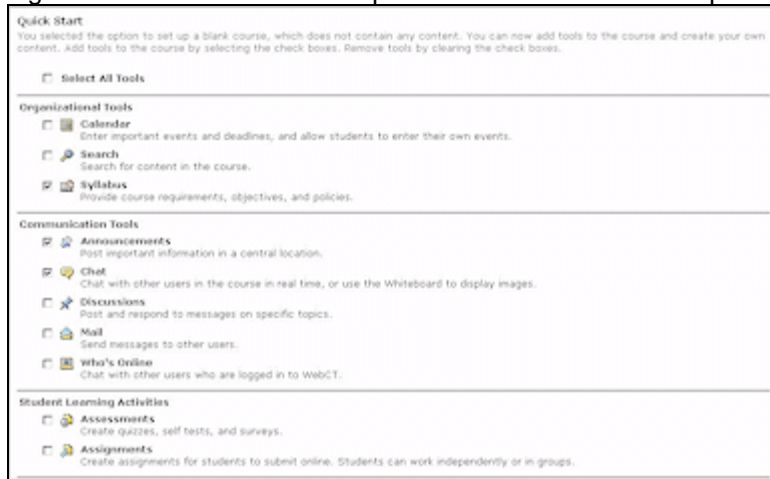 Quick Start
You selected the option to set up a blank course, which does not contain any content. You can now add tools to the course and create your own
content. Add tools to the course by selecting the check boxes. Remove tools by clearing the check boxes.
Select All Tools
Organizational Tools
Calendar
Enter important events and deadlines, and allow students to enter their own events.
Search
Search for content in the course.
Syllabus
Provide course requirements, objectives, and policies.
Communication Tools
Announcements
Post important information in a central location.
Chat
Chat with other users in the course in real time, or use the Whiteboard to display images.
Discussions
Post and respond to messages on specific topics.
Mail
Send messages to other users.
Who's Online
Chat with other users who are logged in to WebCT.
Student Learning Activities
Assessments
Create quizzes, self tests, and surveys.
Assignments
Create assignments for students to submit online. Students can work independently or in groups.